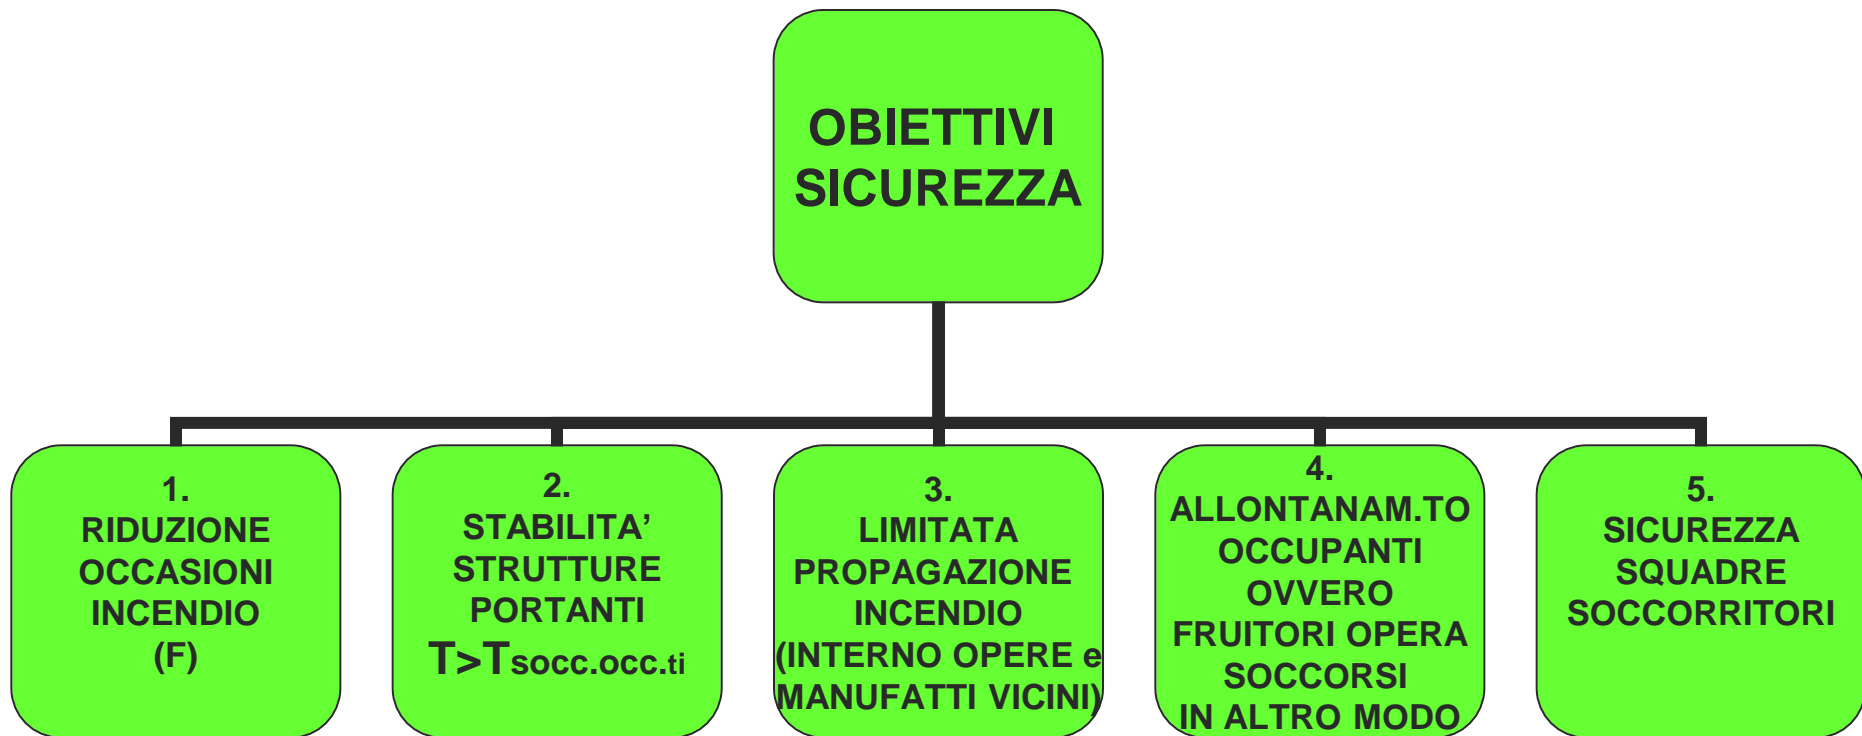 OBIETTIVI
SICUREZZA
1.
RIDUZIONE
OCCASIONI
INCENDIO
(F)
2.
STABILITA’
STRUTTURE
PORTANTI
T>Tsocc.occ.ti
3.
LIMITATA
PROPAGAZIONE
INCENDIO
(INTERNO OPERE e
MANUFATTI VICINI)
4.
ALLONTANAM.TO
OCCUPANTI
OVVERO
FRUITORI OPERA
SOCCORSI
IN ALTRO MODO
5.
SICUREZZA
SQUADRE
SOCCORRITORI